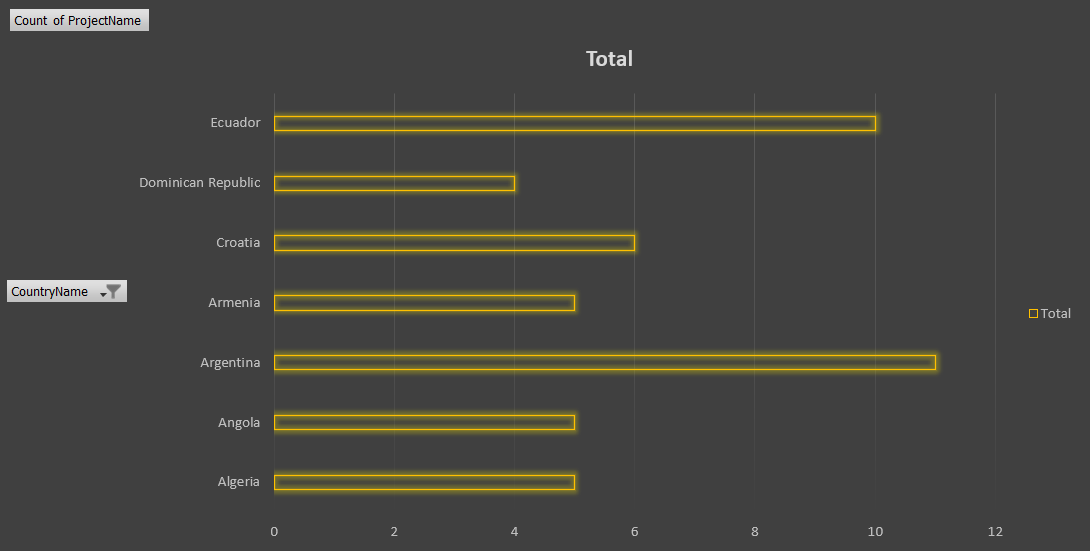 Count of ProjectName
Total
Ecuador
Dominican Republic
Croatia
CountryName
Armenia
Total
Argentina
Angola
Algeria
0 2 4 6 8 10 12